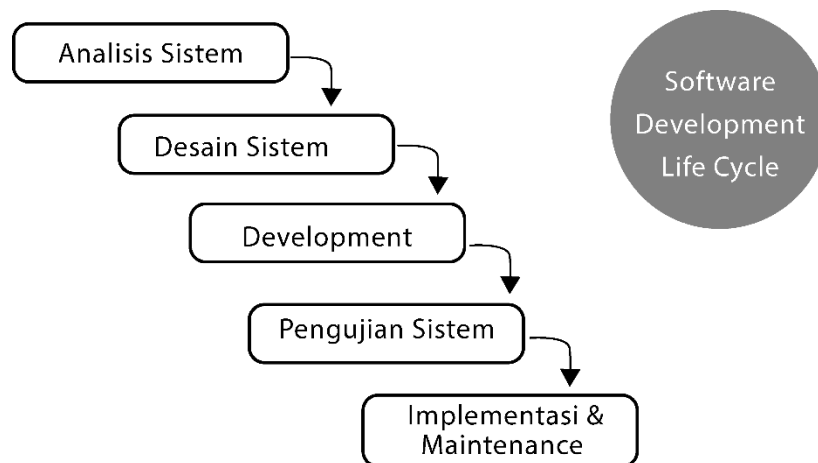 Analisis Sistem
Desain Sistem
Development
Pengujian Sistem
Implementasi &
Maintenance
Software
Development
Life Cycle